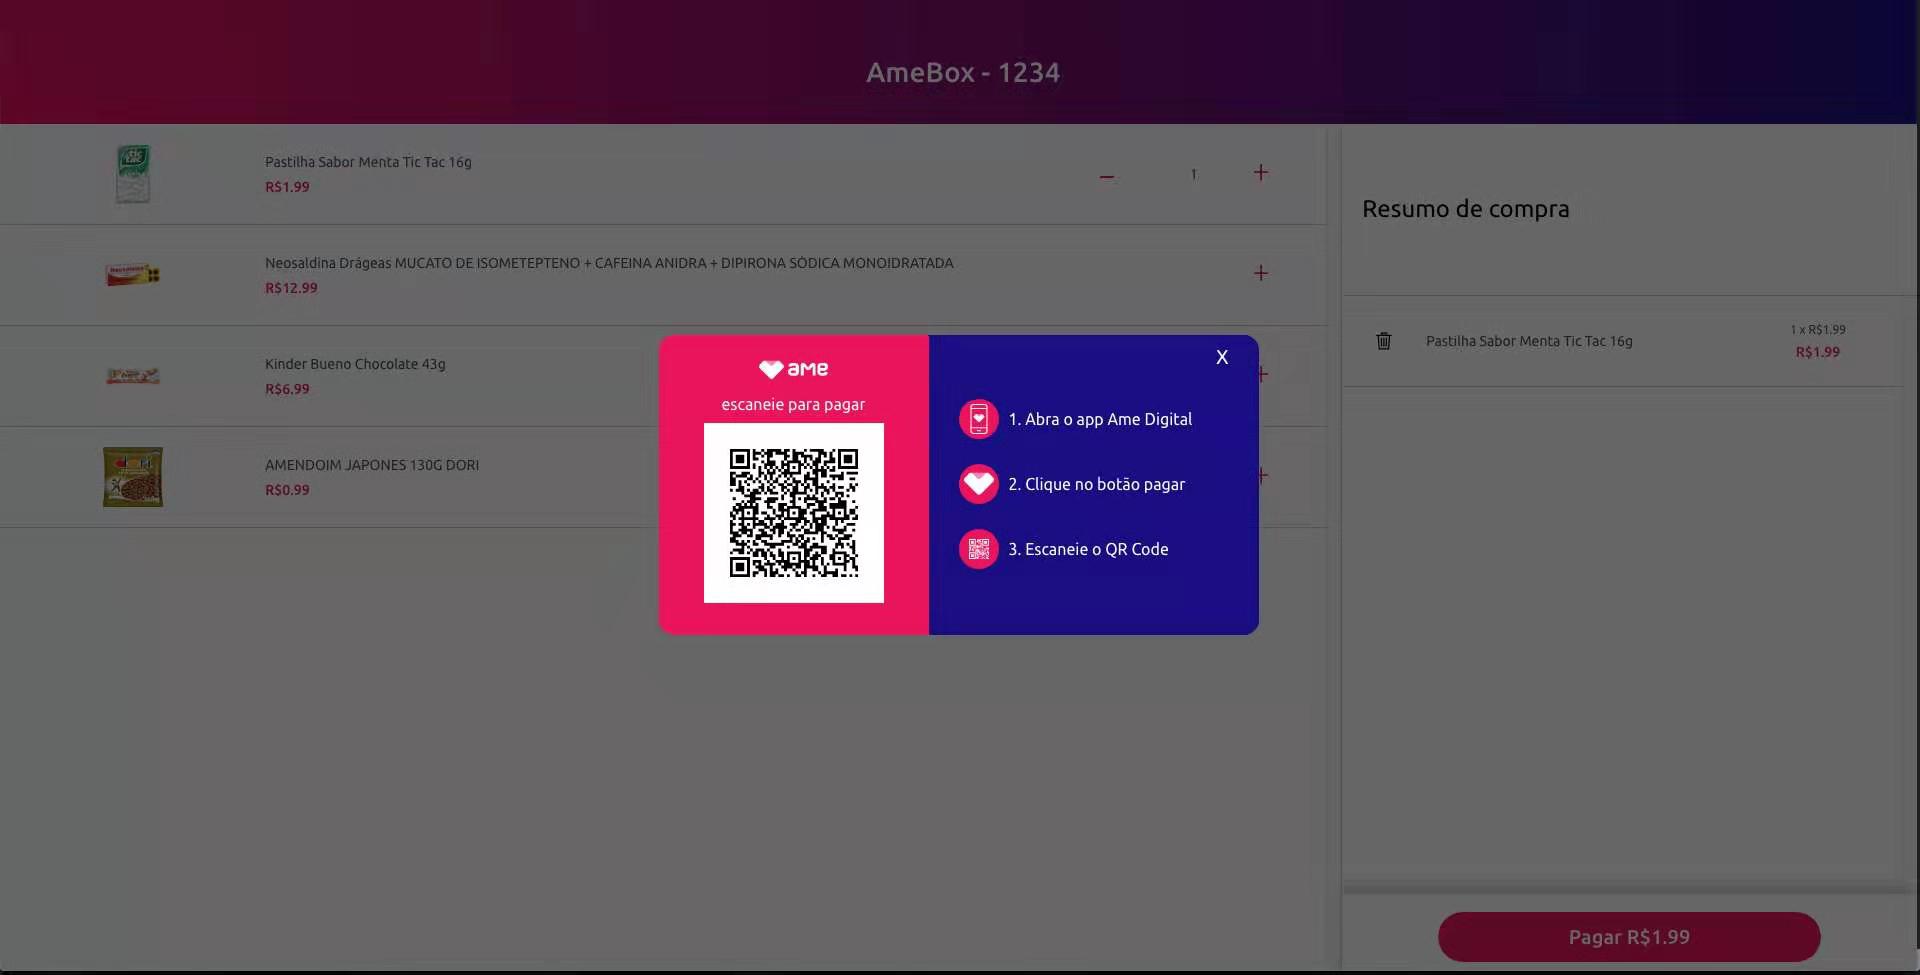 AmeBox - 1234
Pastilha Sabor Menta Tic Tac 16g
R$1.99
1
Neosaldina Drágeas MUCATO DE ISOMETEPTENO + CAFEINA ANIDRA + DIPIRONA SÓDICA MONOIDRATADA
R$12.99
Kinder Bueno Chocolate 43g
R$6.99
AMENDOIM JAPONES 130G DORI
R$0.99
ame
escaneie para pagar
X
1. Abra o app Ame Digital
2. Clique no botão pagar
3. Escaneie o QR Code
Resumo de compra
Pastilha Sabor Menta Tic Tac 16g
1 x R$1.99
R$1.99
Pagar R$1.99